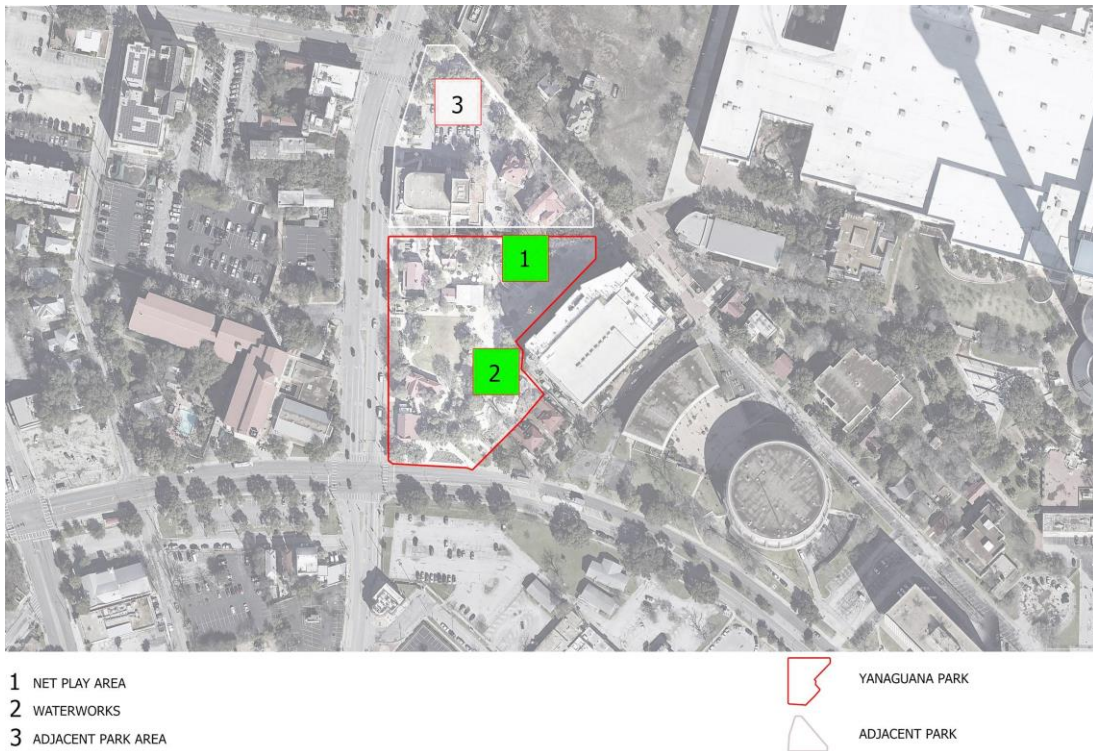 3
1
2
1 NET PLAY AREA
2 WATERWORKS
3 ADJACENT PARK AREA
YANAGUANA PARK
ADJACENT PARK